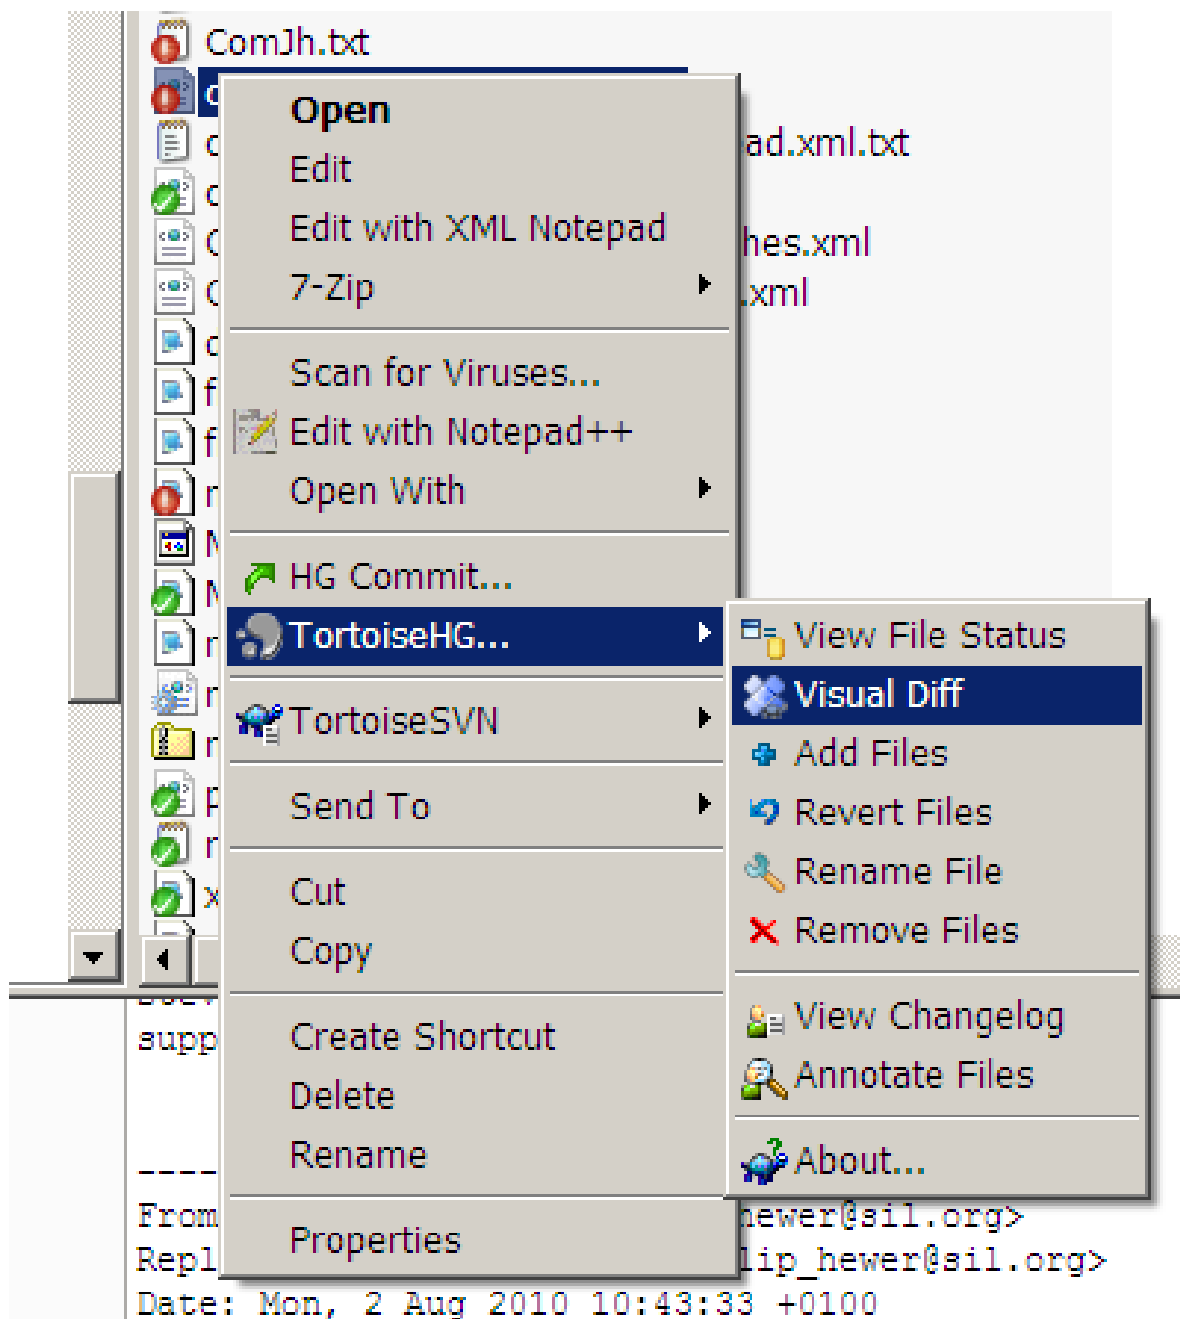 ComJh.txt
ad.xml.txt
hes.xml
.xml
Open
Edit
Edit with XML Notepad
7-Zip
Scan for Viruses...
Edit with Notepad++
Open With
HG Commit...
TortoiseHG...
TortoiseSVN
Send To
Cut
Copy
Create Shortcut
Delete
Rename
Properties
View File Status
Visual Diff
Add Files
Revert Files
Rename File
Remove Files
View Changelog
Annotate Files
About...
supp
----
From hewer@sil.org>
Repl lip_hewer@sil.org>
Date: Mon, 2 Aug 2010 10:43:33 +0100